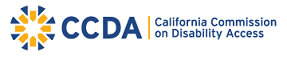 CCDA
California Commission
on Disability Access